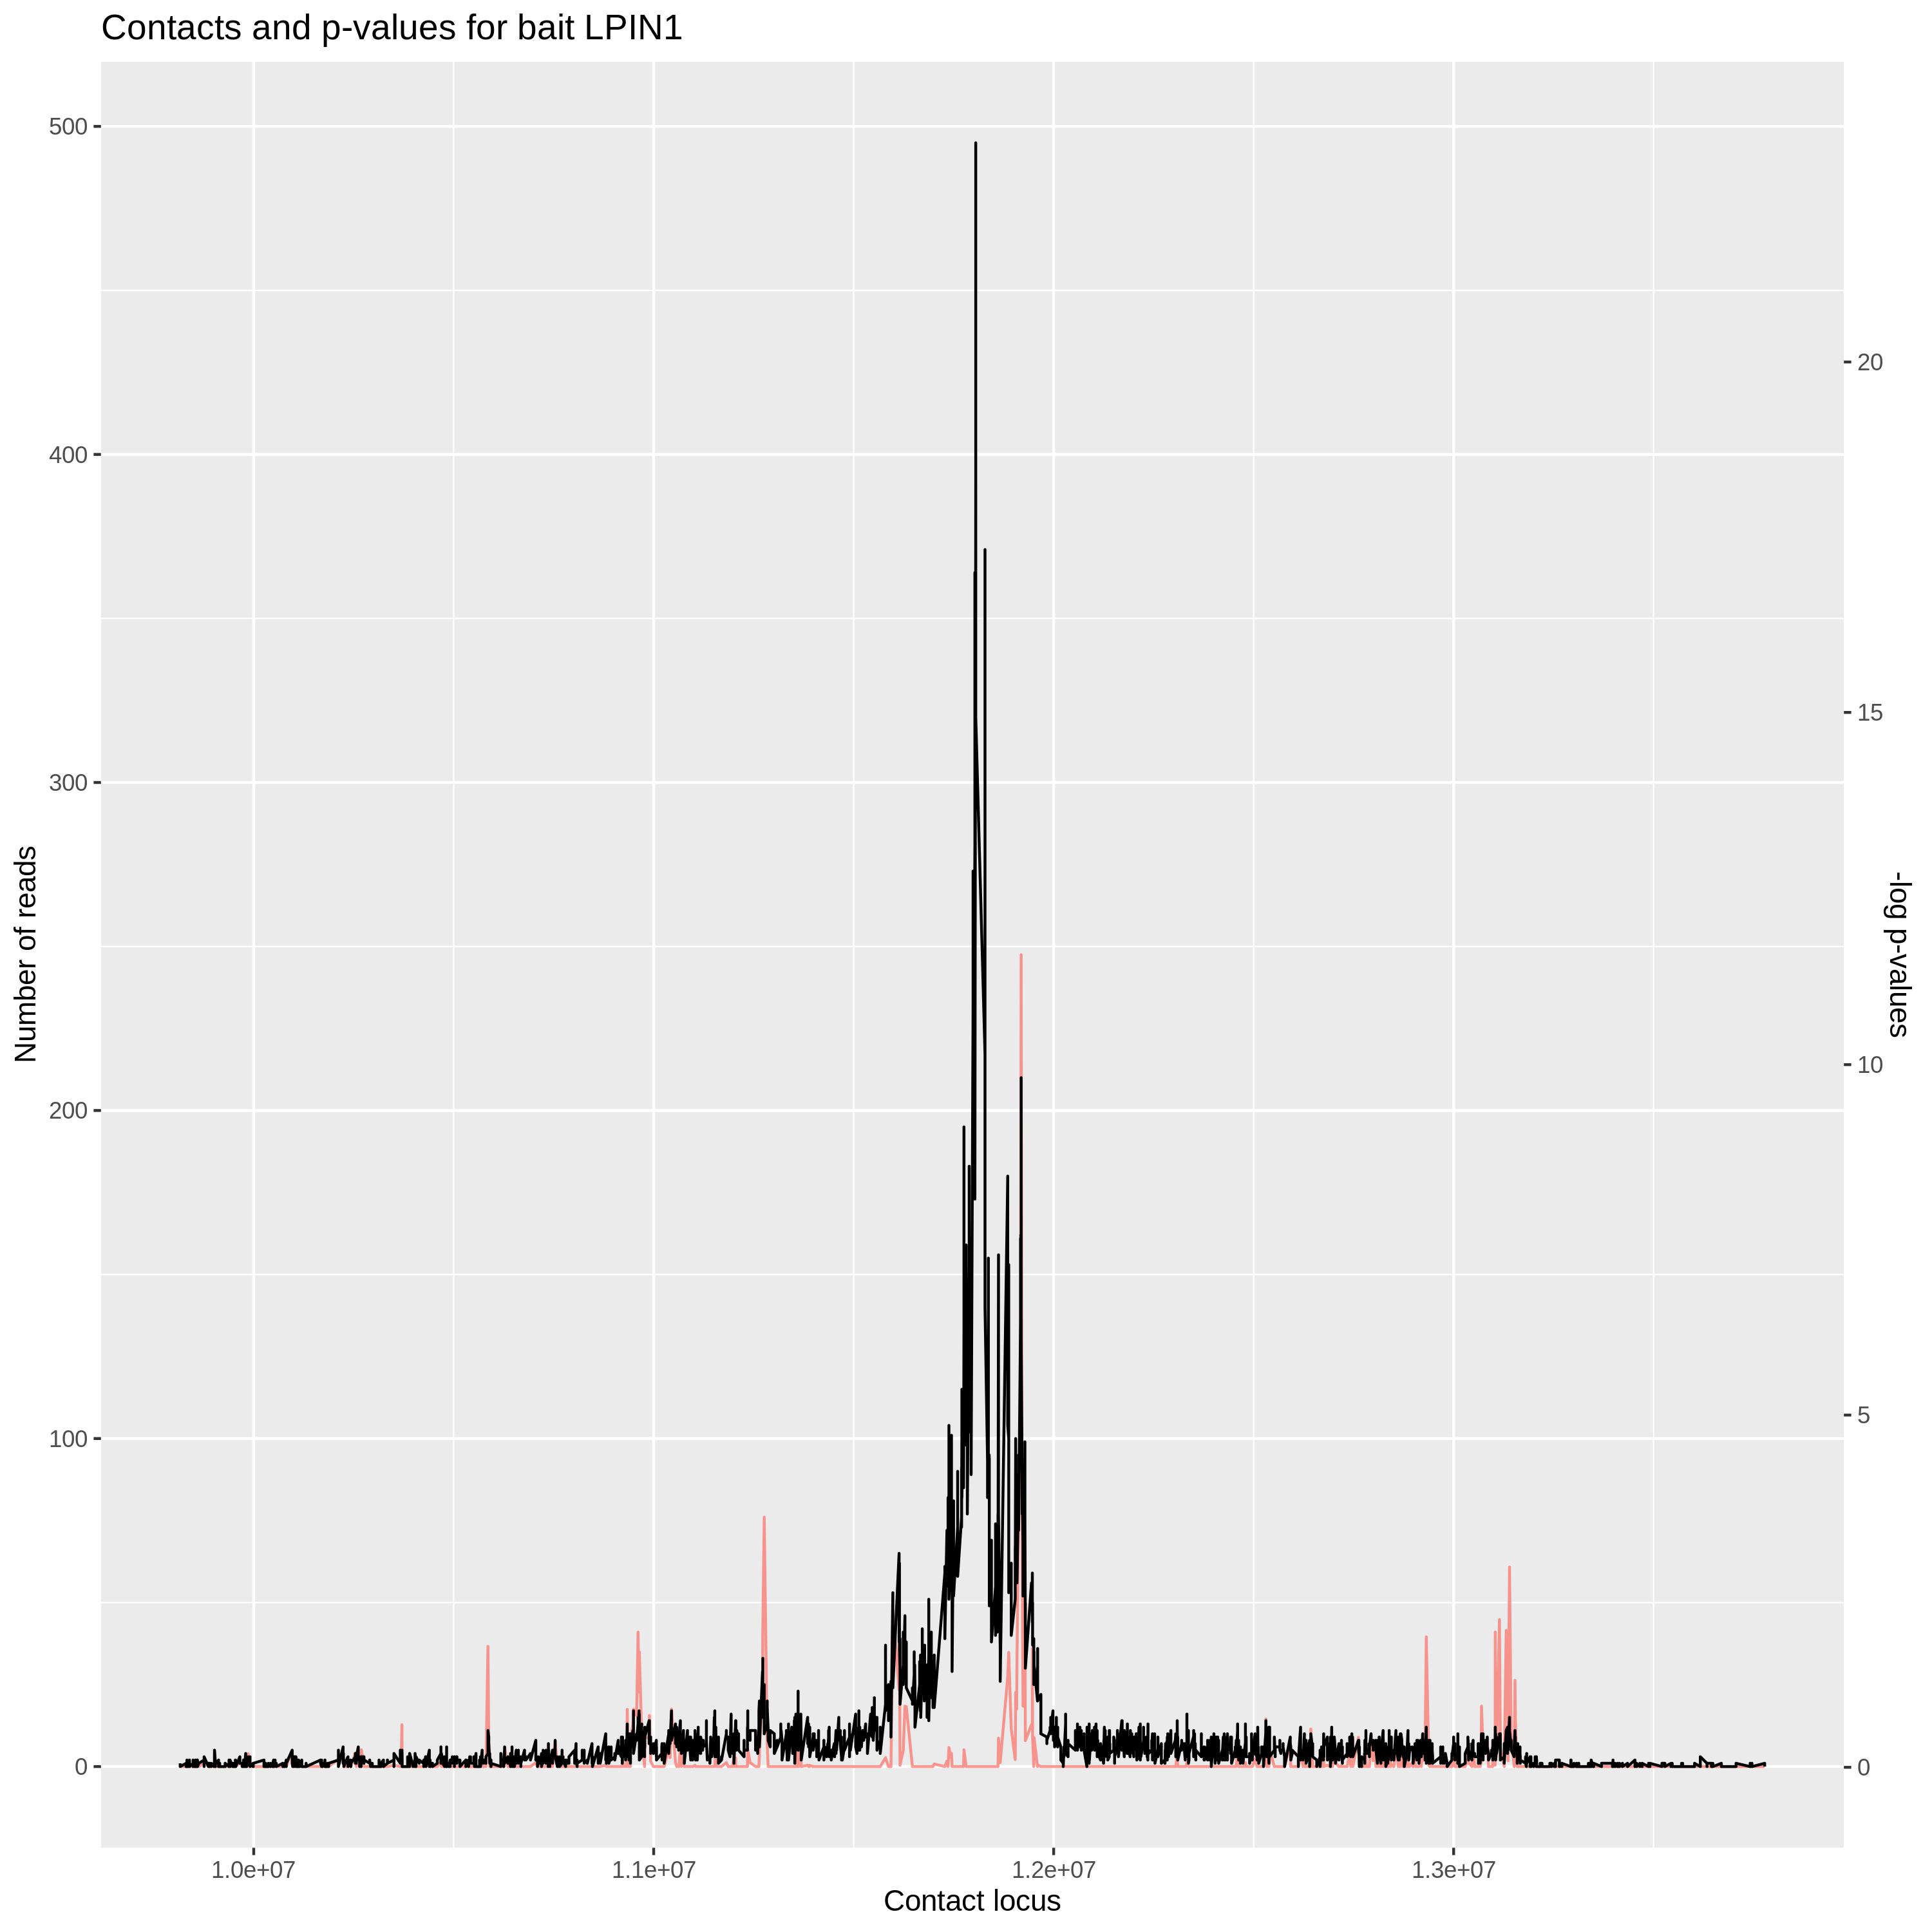 Contacts and p-values for bait LPIN1
500
400
300
200
100
0
Number of reads
20
15
10
5
0
-log p-values
1.0e+07
1.1e+07
1.2e+07
1.3e+07
Contact locus